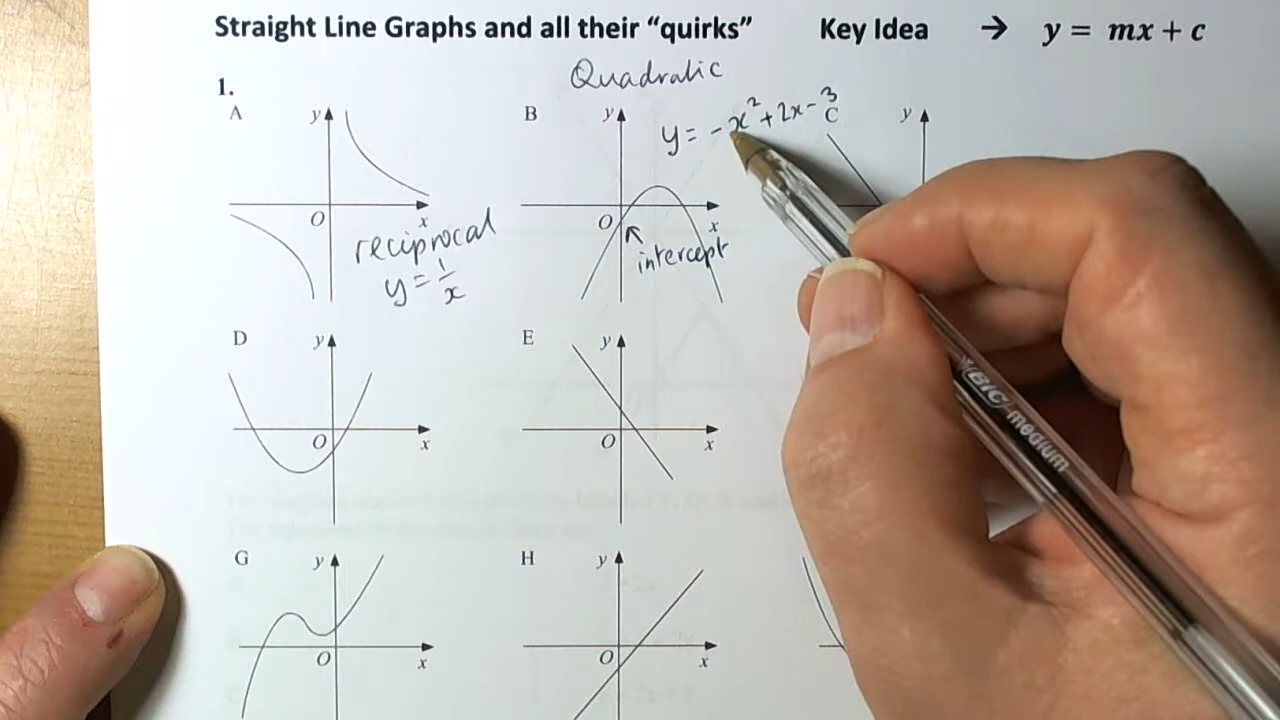 Straight Line Graphs and all their “quirks” Key Idea → y = mx + c
Quadratic
1.
A y x O
reciprocal
y = 1/x
B y x O
y = -x² + 2x - 3
intercept
C y
D y x O
E y x O
G y x O
H y x O
BIC medium